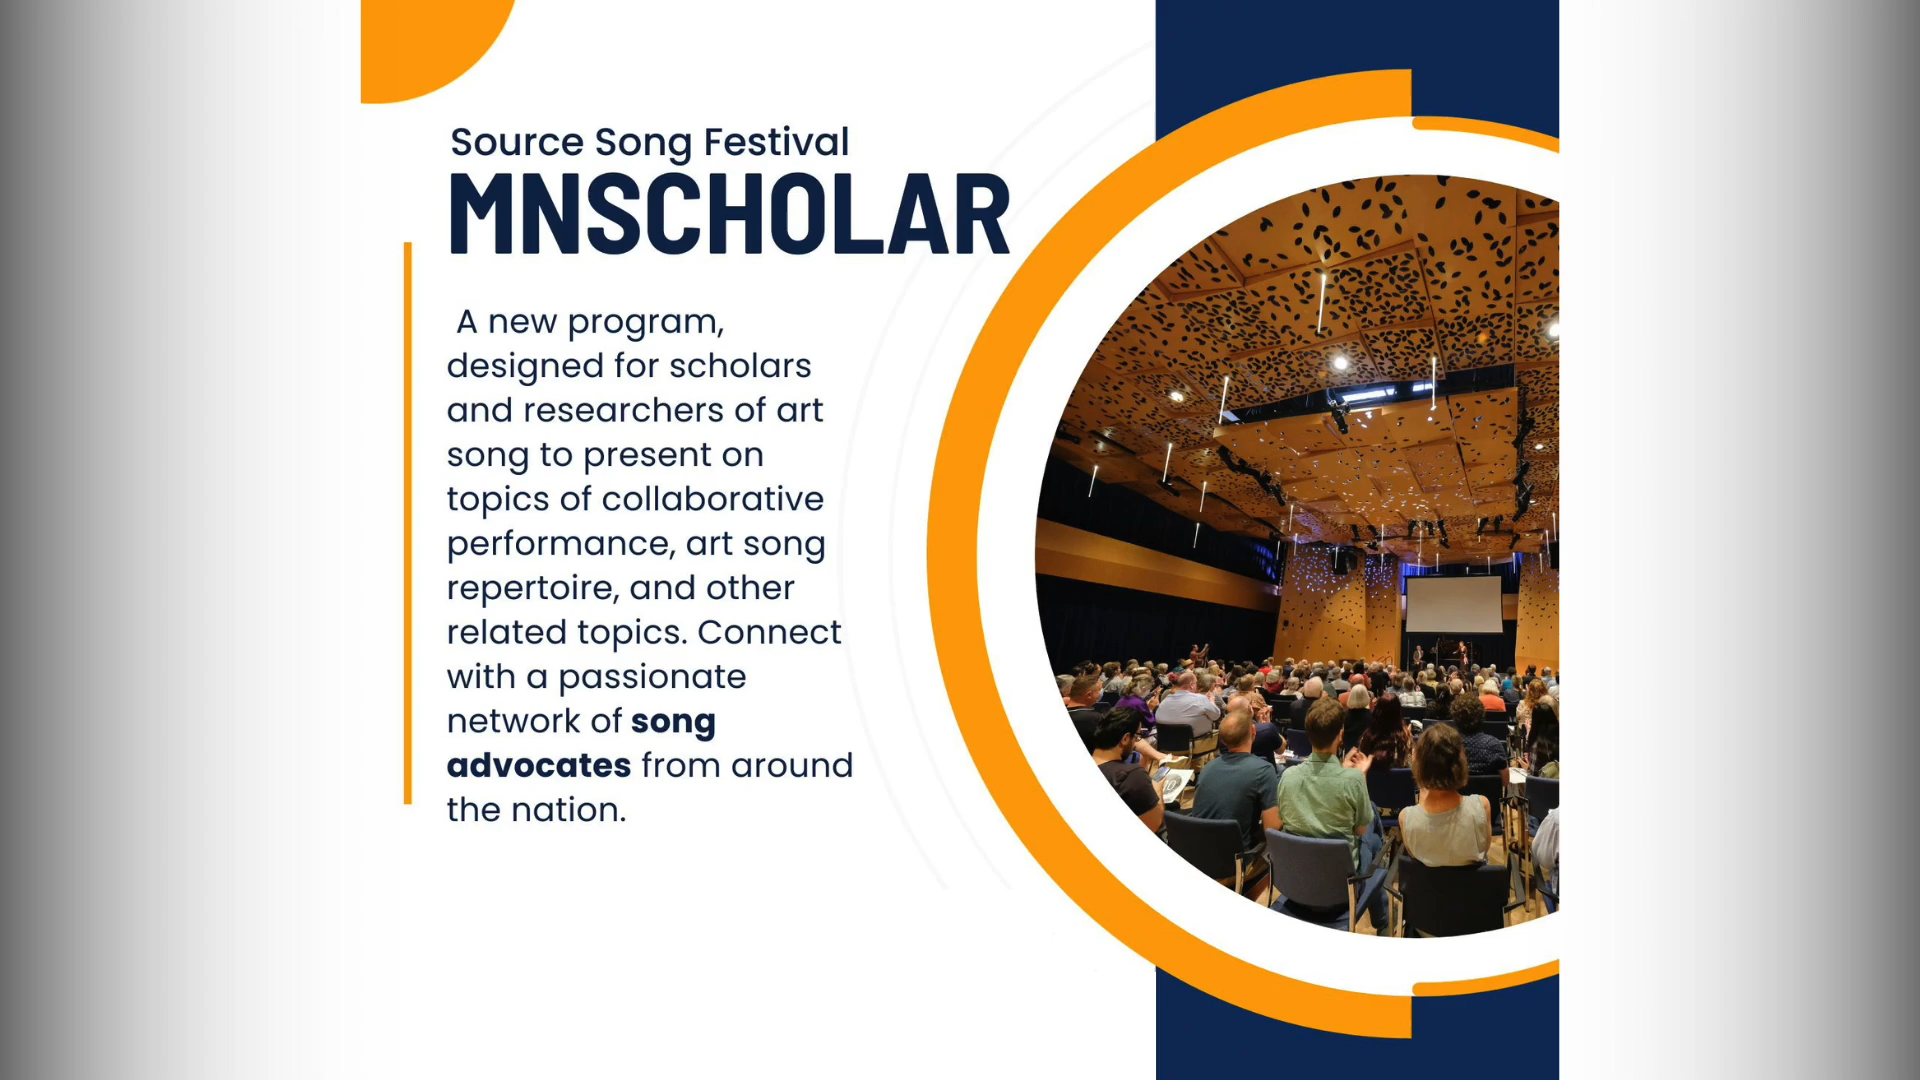 Source Song Festival
MNSCHOLAR
A new program,
designed for scholars
and researchers of art
song to present on
topics of collaborative
performance, art song
repertoire, and other
related topics. Connect
with a passionate
network of song
advocates from around
the nation.